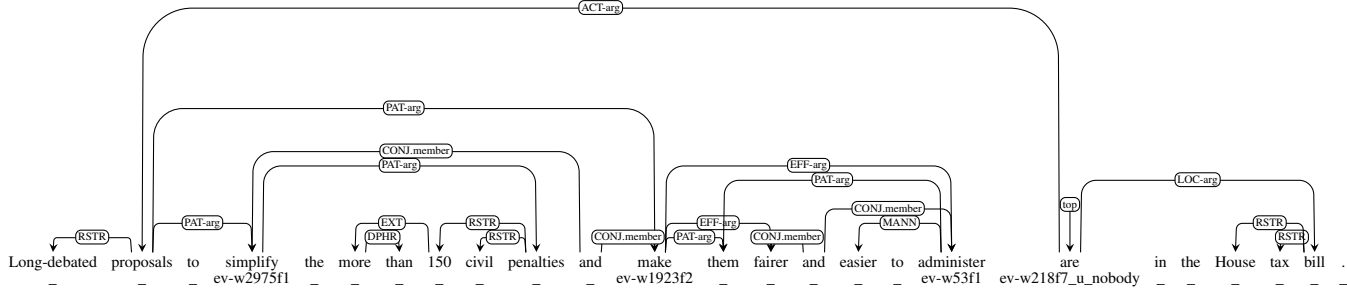 ACT-arg
PAT-arg
CONJ.member
PAT-arg EFF-arg
PAT-arg LOC-arg
top
CONJ.member
PAT-arg EXT RSTR EFF-arg MANN RSTR
RSTR DPHR RSTR CONJ.member PAT-arg CONJ.member RSTR
Long-debated proposals to simplify the more than 150 civil penalties and make them fairer and easier to administer are in the House tax bill .
_ _ _ ev-w2975f1 _ _ _ _ _ _ _ ev-w1923f2 _ _ _ _ _ ev-w53f1 ev-w218f7_u_nobody _ _ _ _ _ _